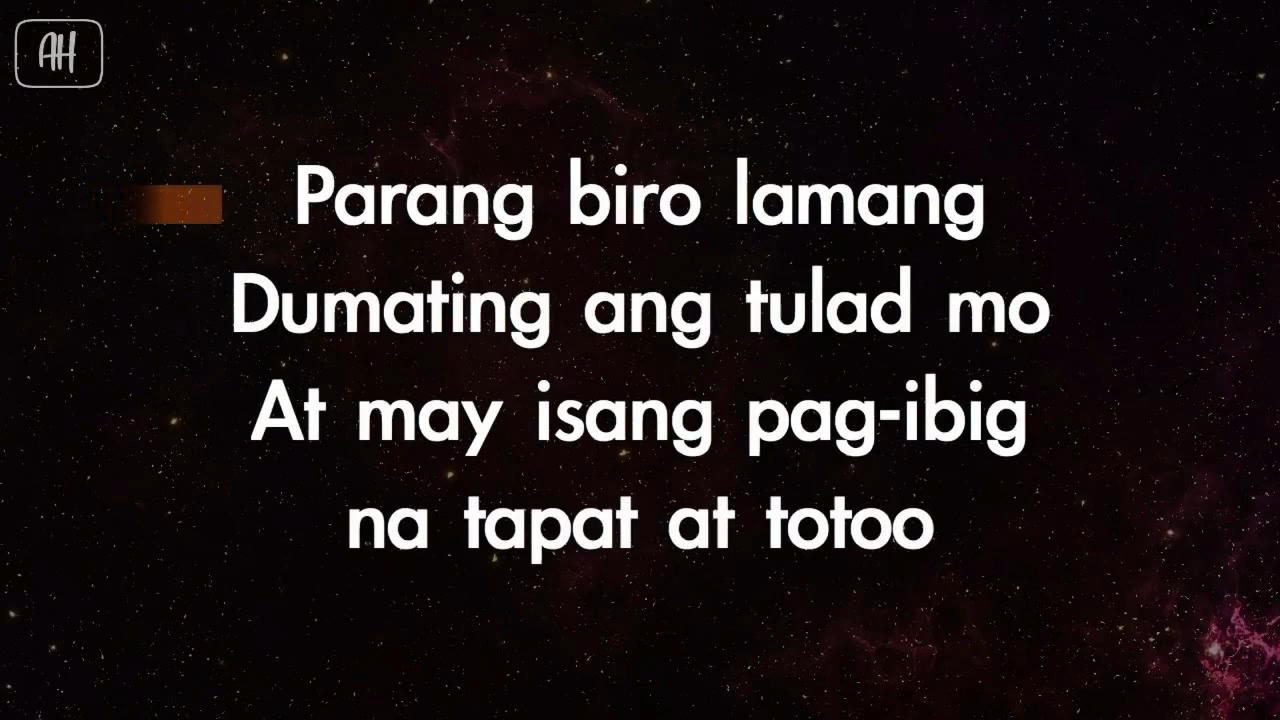 AH
Parang biro lamang
Dumating ang tulad mo
At may isang pag-ibig
na tapat at totoo